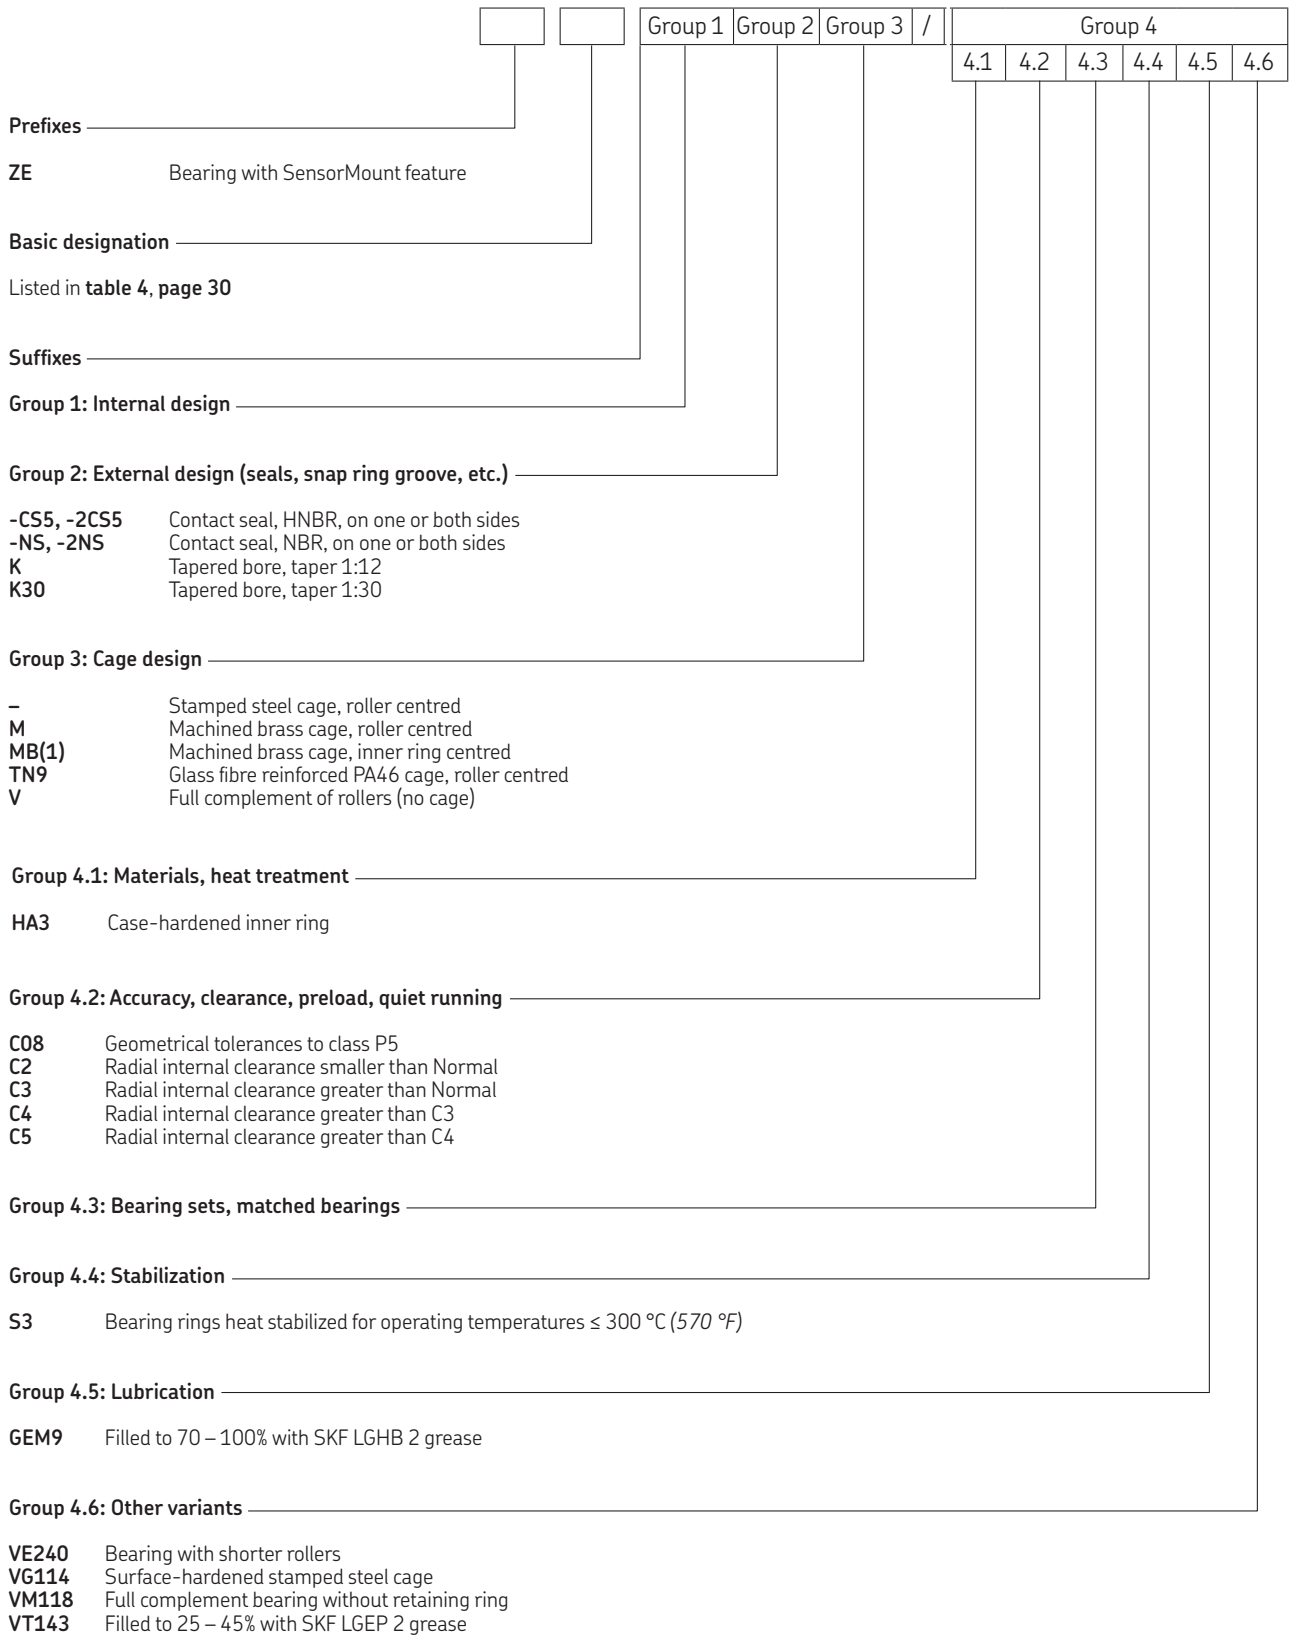 Group 1 Group 2 Group 3 / Group 4
4.1 4.2 4.3 4.4 4.5 4.6
Prefixes
ZE Bearing with SensorMount feature
Basic designation
Listed in table 4, page 30
Suffixes
Group 1: Internal design
Group 2: External design (seals, snap ring groove, etc.)
-CS5, -2CS5 Contact seal, HNBR, on one or both sides
-NS, -2NS Contact seal, NBR, on one or both sides
K Tapered bore, taper 1:12
K30 Tapered bore, taper 1:30
Group 3: Cage design
– Stamped steel cage, roller centred
M Machined brass cage, roller centred
MB(1) Machined brass cage, inner ring centred
TN9 Glass fibre reinforced PA46 cage, roller centred
V Full complement of rollers (no cage)
Group 4.1: Materials, heat treatment
HA3 Case-hardened inner ring
Group 4.2: Accuracy, clearance, preload, quiet running
C08 Geometrical tolerances to class P5
C2 Radial internal clearance smaller than Normal
C3 Radial internal clearance greater than Normal
C4 Radial internal clearance greater than C3
C5 Radial internal clearance greater than C4
Group 4.3: Bearing sets, matched bearings
Group 4.4: Stabilization
S3 Bearing rings heat stabilized for operating temperatures ≤ 300 °C (570 °F)
Group 4.5: Lubrication
GEM9 Filled to 70 – 100% with SKF LGHB 2 grease
Group 4.6: Other variants
VE240 Bearing with shorter rollers
VG114 Surface-hardened stamped steel cage
VM118 Full complement bearing without retaining ring
VT143 Filled to 25 – 45% with SKF LGEP 2 grease